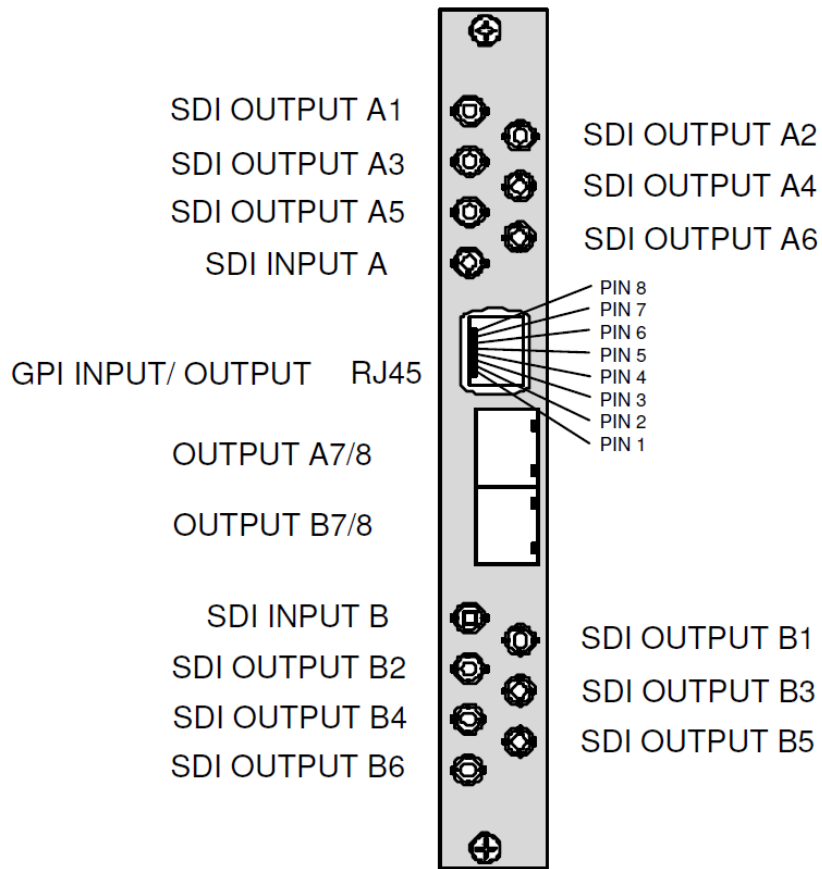 SDI OUTPUT A1
SDI OUTPUT A2
SDI OUTPUT A3
SDI OUTPUT A4
SDI OUTPUT A5
SDI OUTPUT A6
SDI INPUT A
PIN 8
PIN 7
PIN 6
PIN 5
PIN 4
PIN 3
PIN 2
PIN 1
GPI INPUT/ OUTPUT RJ45
OUTPUT A7/8
OUTPUT B7/8
SDI INPUT B
SDI OUTPUT B1
SDI OUTPUT B2
SDI OUTPUT B3
SDI OUTPUT B4
SDI OUTPUT B5
SDI OUTPUT B6